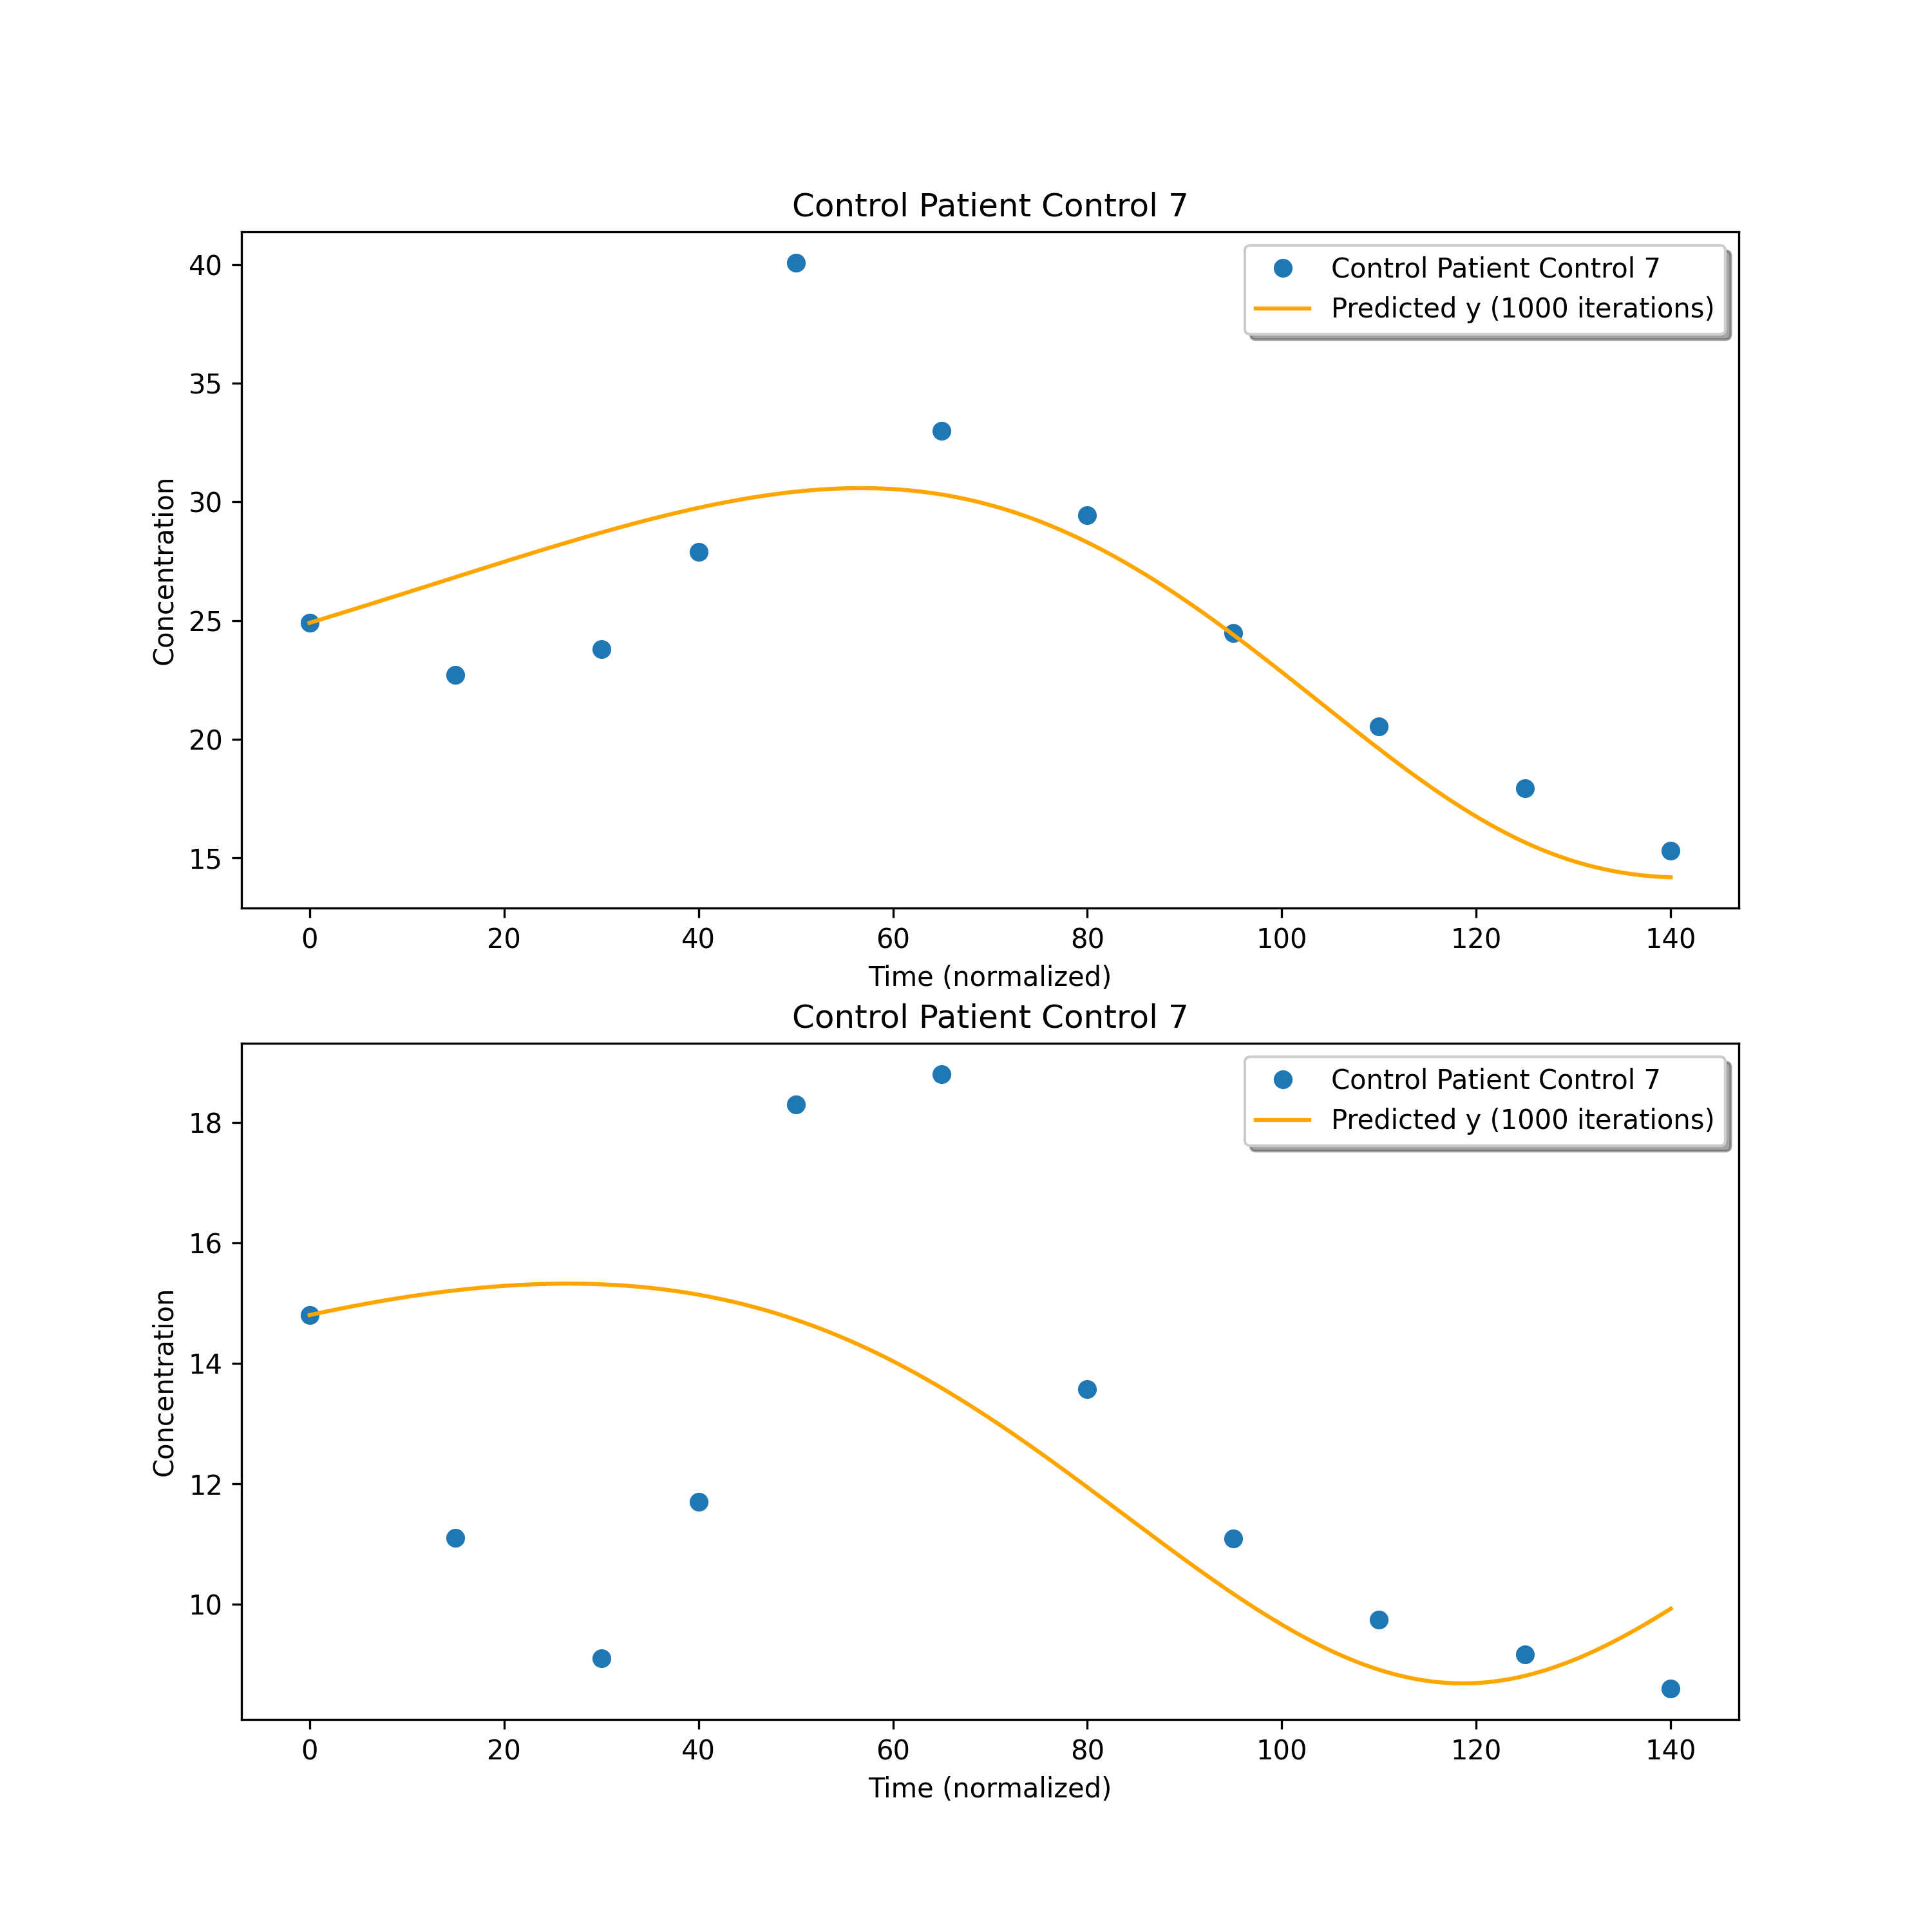 Control Patient Control 7
Control Patient Control 7
Predicted y (1000 iterations)
40
35
30
25
20
15
Concentration
0 20 40 60 80 100 120 140
Time (normalized)
Control Patient Control 7
Control Patient Control 7
Predicted y (1000 iterations)
18
16
14
12
10
Concentration
0 20 40 60 80 100 120 140
Time (normalized)